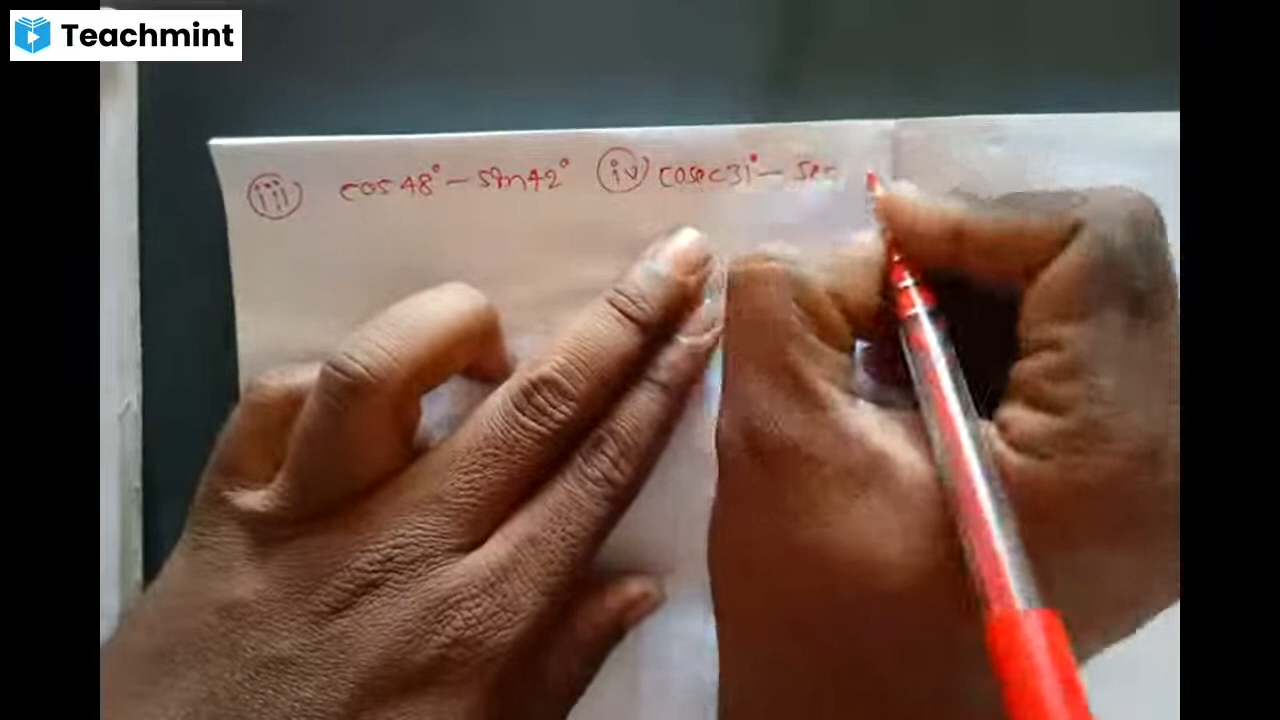 Teachmint
(iii) cos 48° - sin 42° (iv) cosec 31° - sec